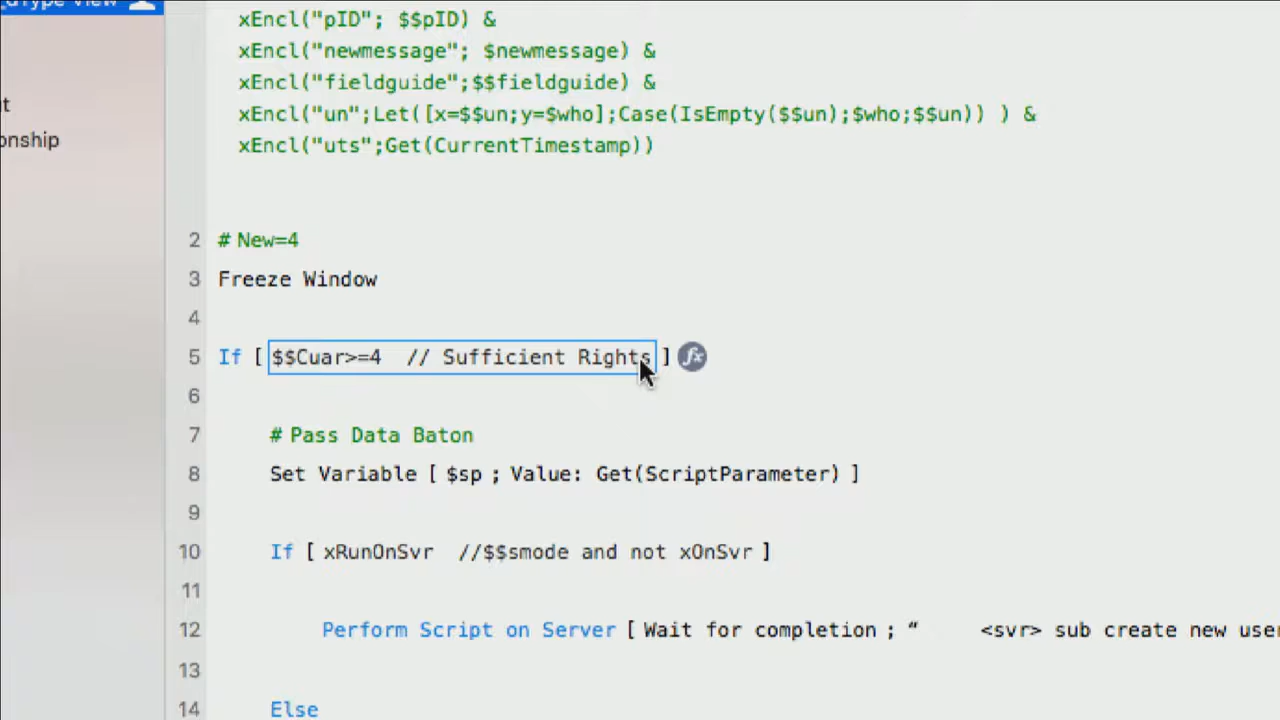 xEncl("pID"; $$pID) &
xEncl("newmessage"; $newmessage) &
xEncl("fieldguide";$$fieldguide) &
xEncl("un";Let([x=$$un;y=$who];Case(IsEmpty($$un);$who;$$un)) ) &
xEncl("uts";Get(CurrentTimestamp))
onship
2 # New=4
3 Freeze Window
4
5 If [ $$Cuar>=4 // Sufficient Rights ] fx
6
7 # Pass Data Baton
8 Set Variable [ $sp ; Value: Get(ScriptParameter) ]
9
10 If [ xRunOnSvr //$$smode and not xOnSvr ]
11
12 Perform Script on Server [ Wait for completion ; “ <svr> sub create new user
13
14 Else